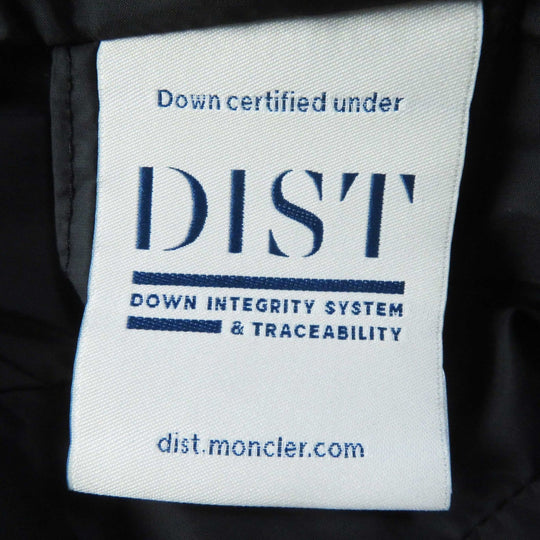 Down certified under
DIST
DOWN INTEGRITY SYSTEM
& TRACEABILITY
dist.moncler.com